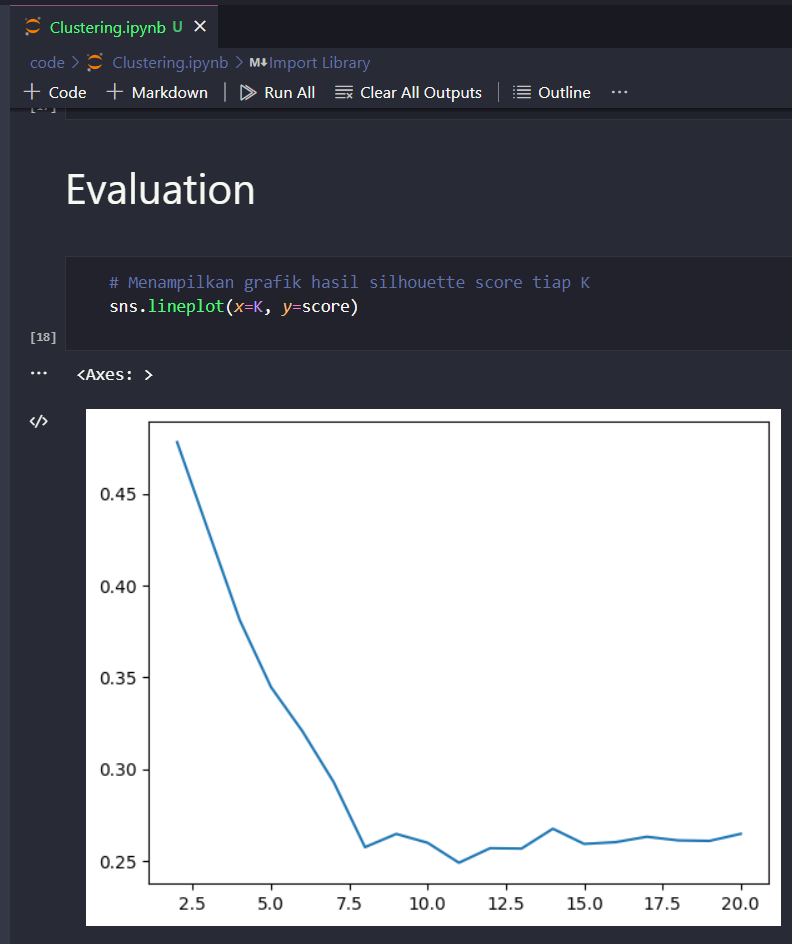 Clustering.ipynb U
code > Clustering.ipynb > M↓Import Library
+ Code + Markdown | Run All Clear All Outputs | Outline ...
Evaluation
# Menampilkan grafik hasil silhouette score tiap K
sns.lineplot(x=K, y=score)
[18]
<Axes: >
0.45
0.40
0.35
0.30
0.25
2.5 5.0 7.5 10.0 12.5 15.0 17.5 20.0